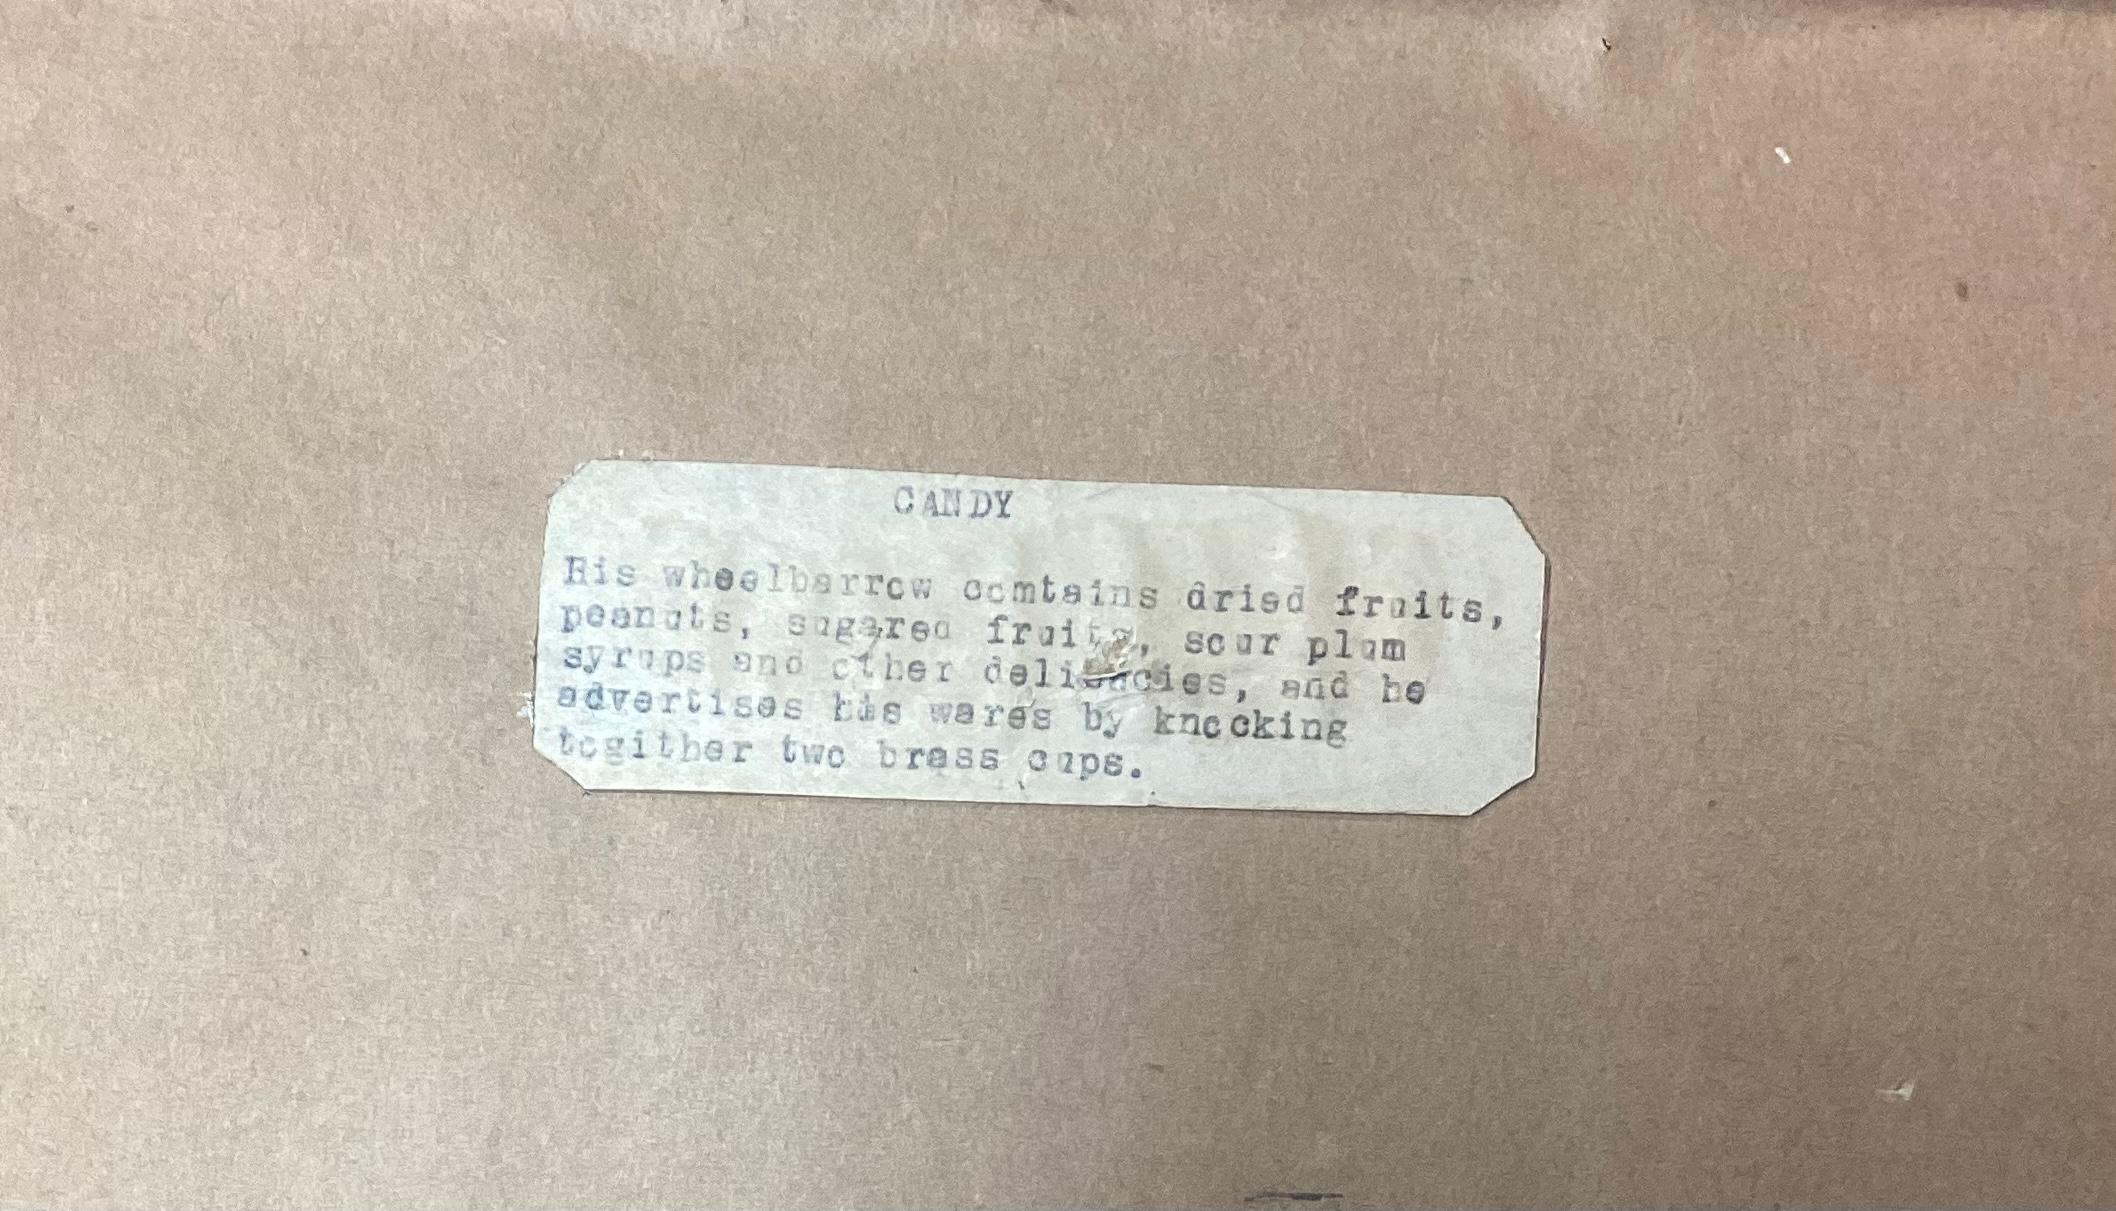 CANDY
His wheelbarrow comtains dried fruits,
peanuts, sugared fruits, sour plum
syrups and other delicacies, and he
advertises his wares by knocking
togither two brass cups.